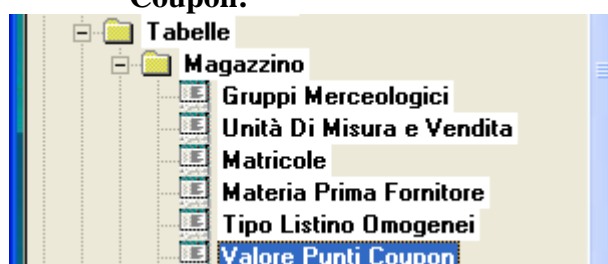 Coupon:
Tabelle
Magazzino
Gruppi Merceologici
Unità Di Misura e Vendita
Matricole
Materia Prima Fornitore
Tipo Listino Omogenei
Valore Punti Coupon